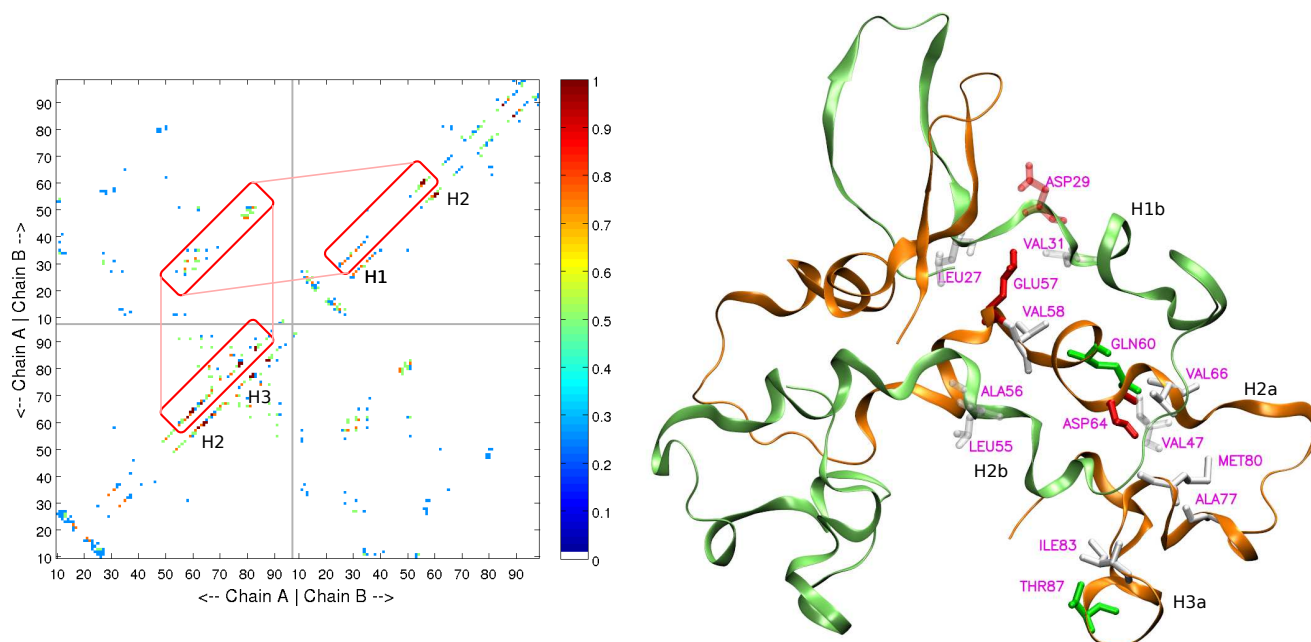 90
80
70
60
50
40
30
20
10
90
80
70
60
50
40
30
20
10
10 20 30 40 50 60 70 80 90 10 20 30 40 50 60 70 80 90
<-- Chain A | Chain B -->
<-- Chain A | Chain B -->
H2
H1
H3
H2
1
0.9
0.8
0.7
0.6
0.5
0.4
0.3
0.2
0.1
0
ASP29
H1b
VAL31
LEU27
GLU57
VAL58
GLN60
VAL66
ALA56
H2a
ASP64
VAL47
LEU55
H2b
MET80
ALA77
ILE83
THR87
H3a